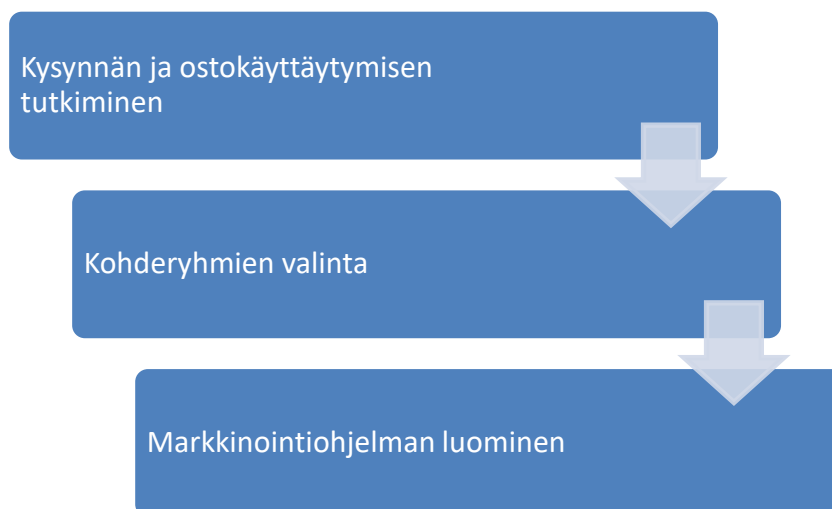 Kysynnän ja ostokäyttäytymisen
tutkiminen
Kohderyhmien valinta
Markkinointiohjelman luominen